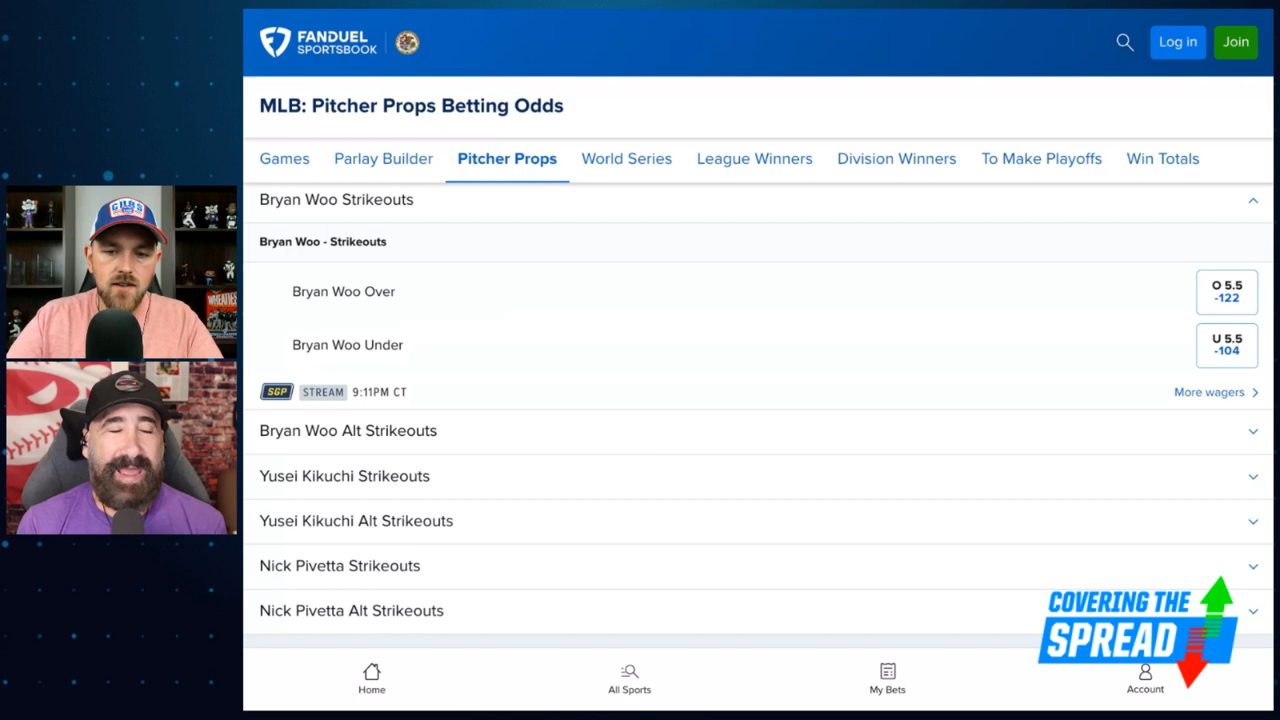 FANDUEL
SPORTSBOOK
Log in
Join
MLB: Pitcher Props Betting Odds
Games
Parlay Builder
Pitcher Props
World Series
League Winners
Division Winners
To Make Playoffs
Win Totals
Bryan Woo Strikeouts
Bryan Woo - Strikeouts
Bryan Woo Over
O 5.5
-122
Bryan Woo Under
U 5.5
-104
SGP STREAM 9:11PM CT
More wagers
Bryan Woo Alt Strikeouts
Yusei Kikuchi Strikeouts
Yusei Kikuchi Alt Strikeouts
Nick Pivetta Strikeouts
Nick Pivetta Alt Strikeouts
COVERING THE
SPREAD
Home
All Sports
My Bets
Account
WHEATIES